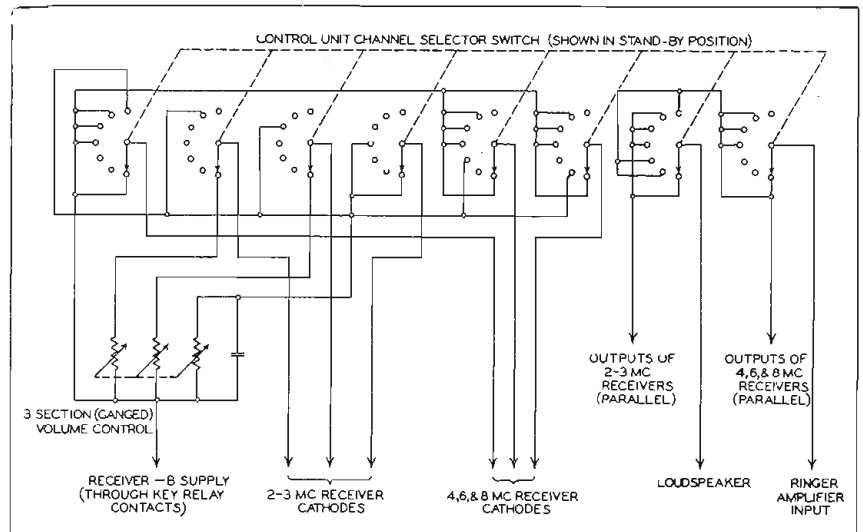 CONTROL UNIT CHANNEL SELECTOR SWITCH (SHOWN IN STAND-BY POSITION)
OUTPUTS OF
2-3 MC
RECEIVERS
(PARALLEL)
OUTPUTS OF
4,6,& 8 MC
RECEIVERS
(PARALLEL)
3 SECTION (GANGED)
VOLUME CONTROL
RECEIVER -B SUPPLY
(THROUGH KEY RELAY
CONTACTS)
2-3 MC RECEIVER
CATHODES
4,6,& 8 MC RECEIVER
CATHODES
LOUDSPEAKER
RINGER
AMPLIFIER
INPUT